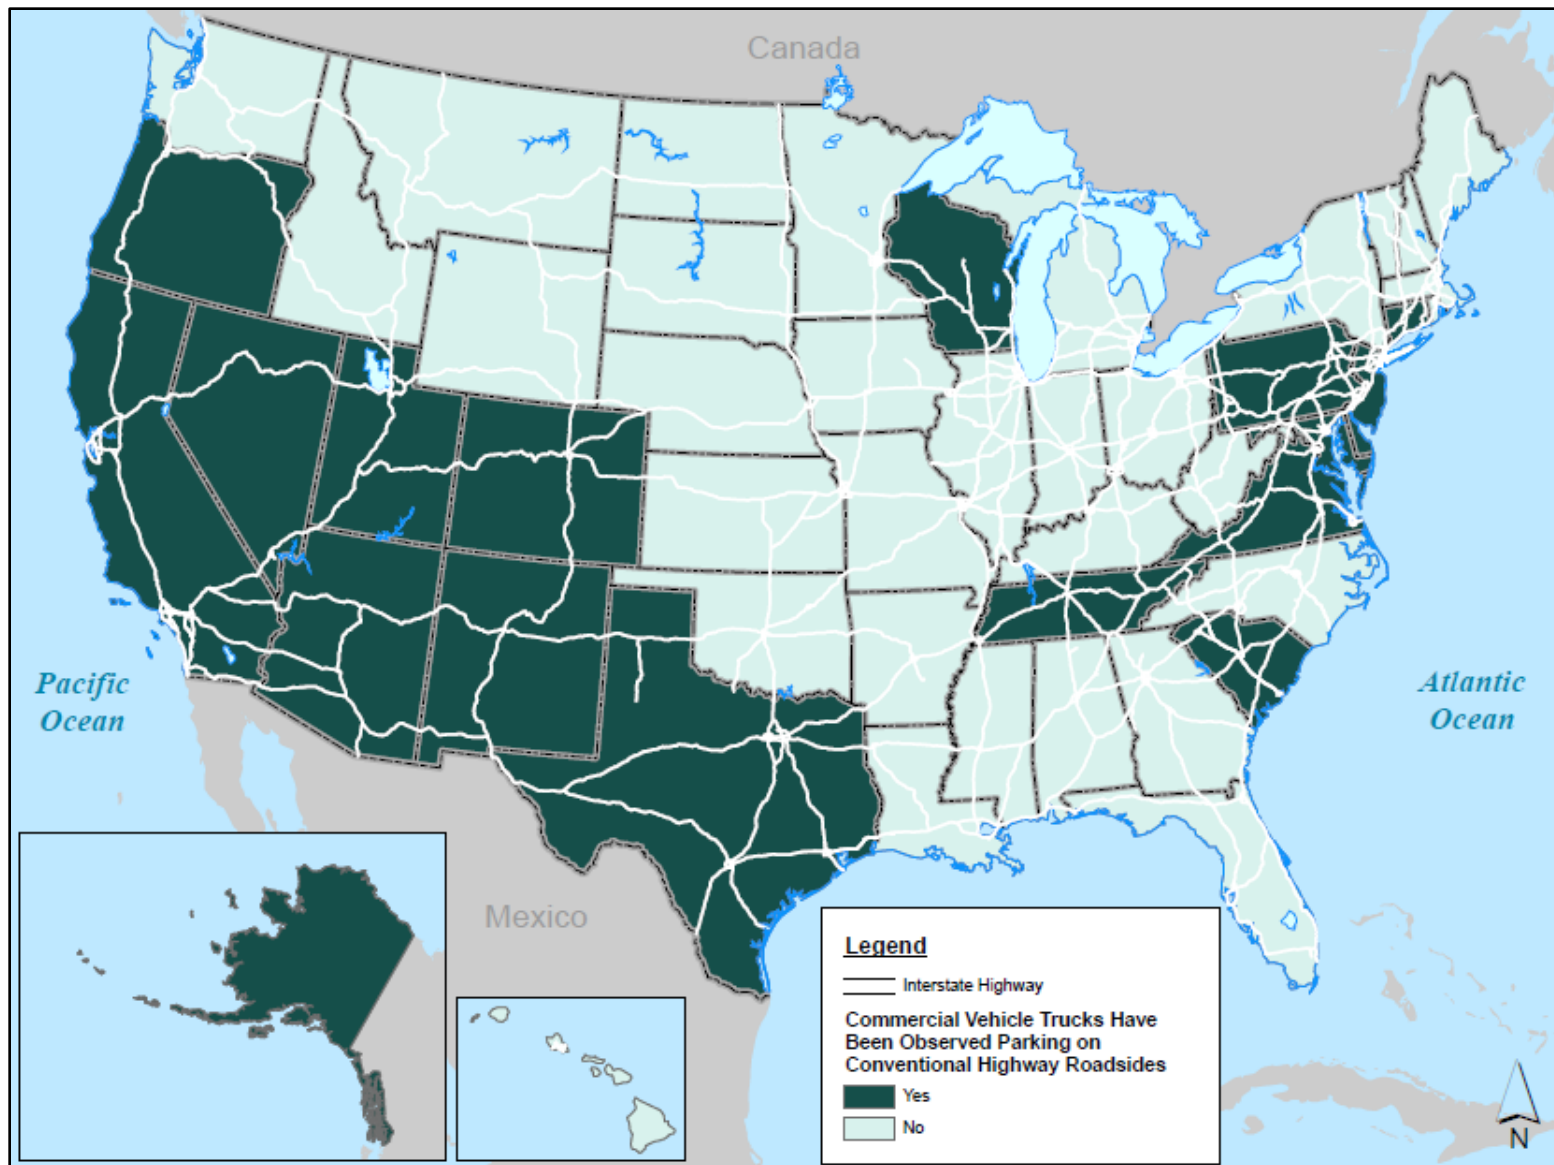 Canada
Pacific
Ocean
Atlantic
Ocean
Mexico
Legend
Interstate Highway
Commercial Vehicle Trucks Have
Been Observed Parking on
Conventional Highway Roadsides
Yes
No
N